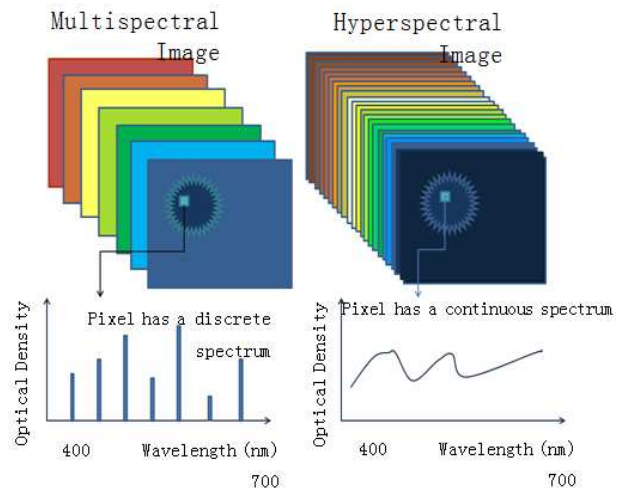 Multispectral
Image
Hyperspectral
Image
Pixel has a discrete
spectrum
Optical Density
400
Wavelength (nm)
700
Pixel has a continuous spectrum
Optical Density
400
Wavelength (nm)
700